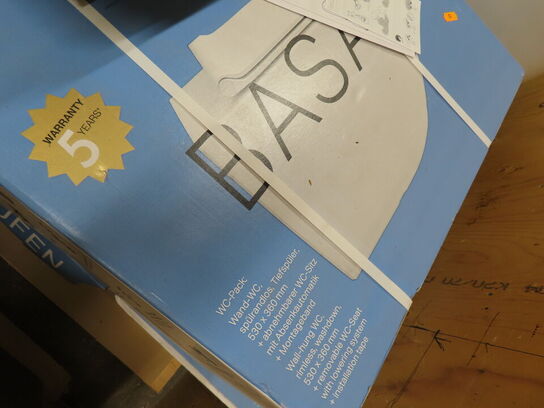 WARRANTY
5
YEARS*
BASA
UFEN
WC-Pack:
Wand-WC,
spülrandlos, Tiefspüler,
530 x 360 mm
+ abnehmbarer WC-Sitz
mit Absenkautomatik
+ Montageband
Wall-hung WC,
rimless, washdown,
530 x 360 mm
+ removable WC-Seat
with lowering system
+ installation tape